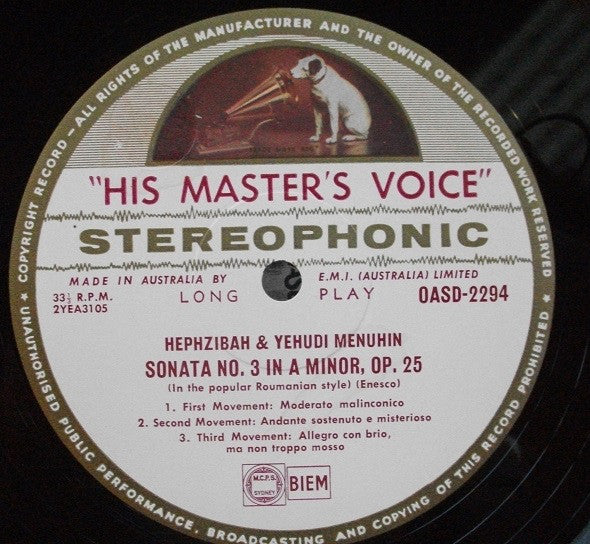 COPYRIGHT RECORD – ALL RIGHTS OF THE MANUFACTURER AND THE OWNER OF THE RECORDED WORK RESERVED
"HIS MASTER'S VOICE"
STEREOPHONIC
MADE IN AUSTRALIA BY E.M.I. (AUSTRALIA) LIMITED
33⅓ R.P.M. LONG PLAY OASD-2294
2YEA3105
HEPHZIBAH & YEHUDI MENUHIN
SONATA NO. 3 IN A MINOR, OP. 25
(In the popular Roumanian style) (Enesco)
1. First Movement: Moderato malinconico
2. Second Movement: Andante sostenuto e misterioso
3. Third Movement: Allegro con brio,
ma non troppo mosso
M.C.P.S.
SYDNEY
BIEM
★ UNAUTHORISED PUBLIC PERFORMANCE, BROADCASTING AND COPYING OF THIS RECORD PROHIBITED ★